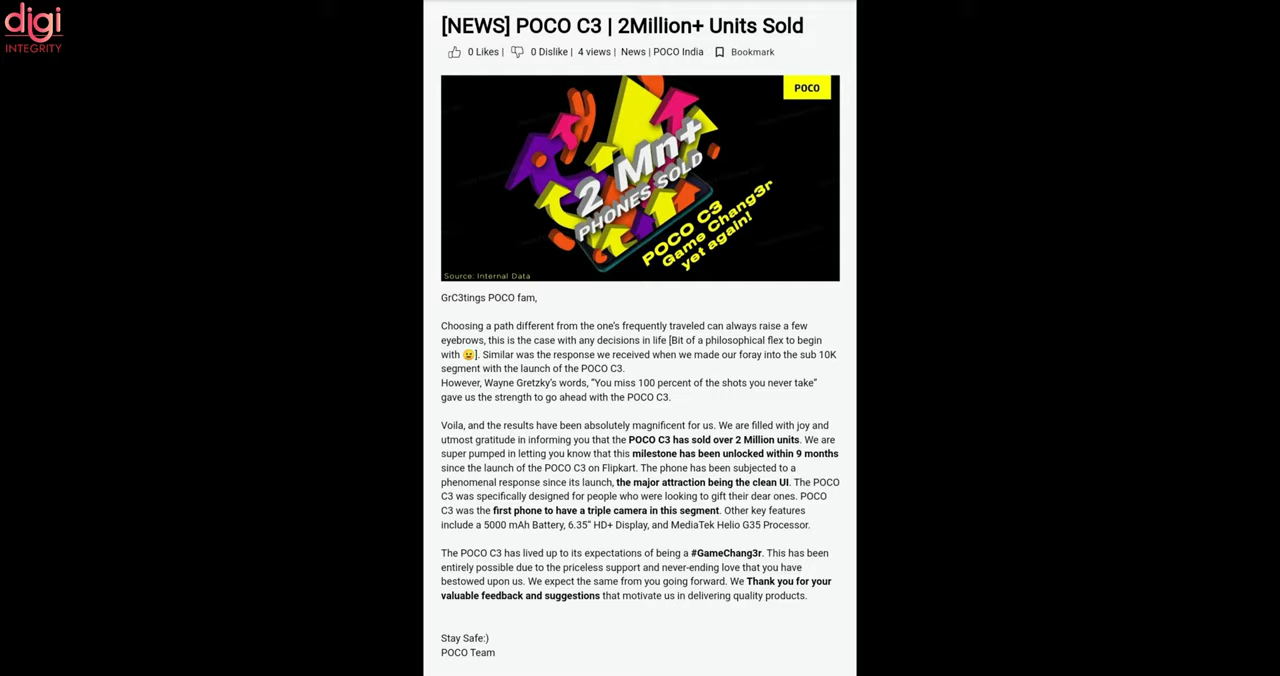 digi
INTEGRITY
[NEWS] POCO C3 | 2Million+ Units Sold
0 Likes | 0 Dislike | 4 views | News | POCO India Bookmark
POCO
2 Mn+
PHONES SOLD
POCO C3
Game Chang3r
yet again!
Source: Internal Data
GrC3tings POCO fam,
Choosing a path different from the one’s frequently traveled can always raise a few
eyebrows, this is the case with any decisions in life [Bit of a philosophical flex to begin
with 😉]. Similar was the response we received when we made our foray into the sub 10K
segment with the launch of the POCO C3.
However, Wayne Gretzky’s words, “You miss 100 percent of the shots you never take”
gave us the strength to go ahead with the POCO C3.
Voila, and the results have been absolutely magnificent for us. We are filled with joy and
utmost gratitude in informing you that the POCO C3 has sold over 2 Million units. We are
super pumped in letting you know that this milestone has been unlocked within 9 months
since the launch of the POCO C3 on Flipkart. The phone has been subjected to a
phenomenal response since its launch, the major attraction being the clean UI. The POCO
C3 was specifically designed for people who were looking to gift their dear ones. POCO
C3 was the first phone to have a triple camera in this segment. Other key features
include a 5000 mAh Battery, 6.35” HD+ Display, and MediaTek Helio G35 Processor.
The POCO C3 has lived up to its expectations of being a #GameChang3r. This has been
entirely possible due to the priceless support and never-ending love that you have
bestowed upon us. We expect the same from you going forward. We Thank you for your
valuable feedback and suggestions that motivate us in delivering quality products.
Stay Safe:)
POCO Team